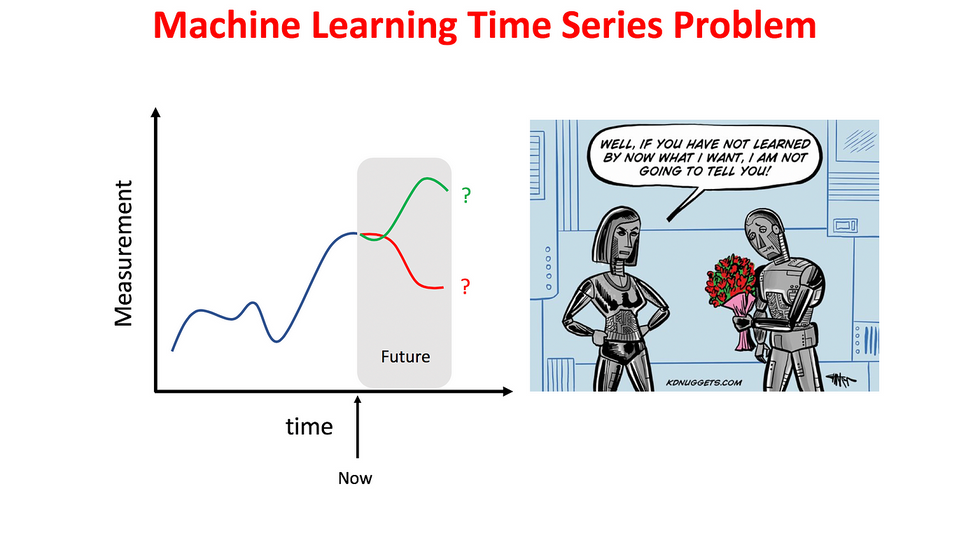 Machine Learning Time Series Problem
Measurement
?
?
Future
time
Now
WELL, IF YOU HAVE NOT LEARNED
BY NOW WHAT I WANT, I AM NOT
GOING TO TELL YOU!
KDNUGGETS.COM